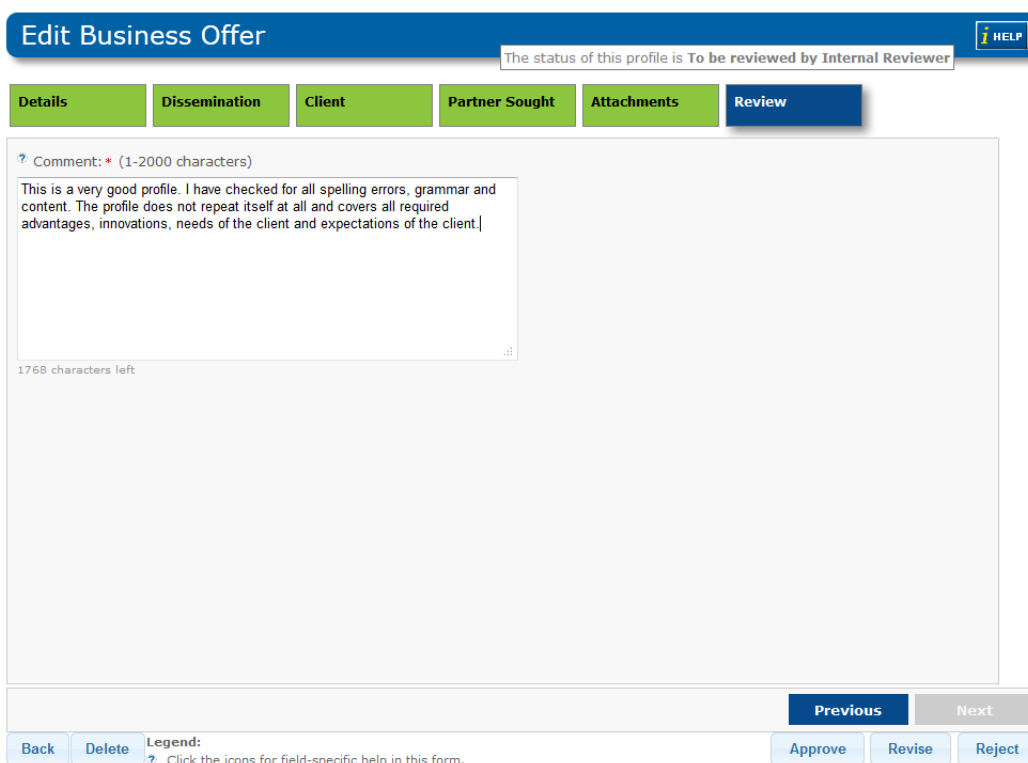 Edit Business Offer
i HELP
The status of this profile is To be reviewed by Internal Reviewer
Details Dissemination Client Partner Sought Attachments Review
? Comment: * (1-2000 characters)
This is a very good profile. I have checked for all spelling errors, grammar and
content. The profile does not repeat itself at all and covers all required
advantages, innovations, needs of the client and expectations of the client.
1768 characters left
Previous Next
Back Delete Legend: Approve Revise Reject
? Click the icons for field-specific help in this form.